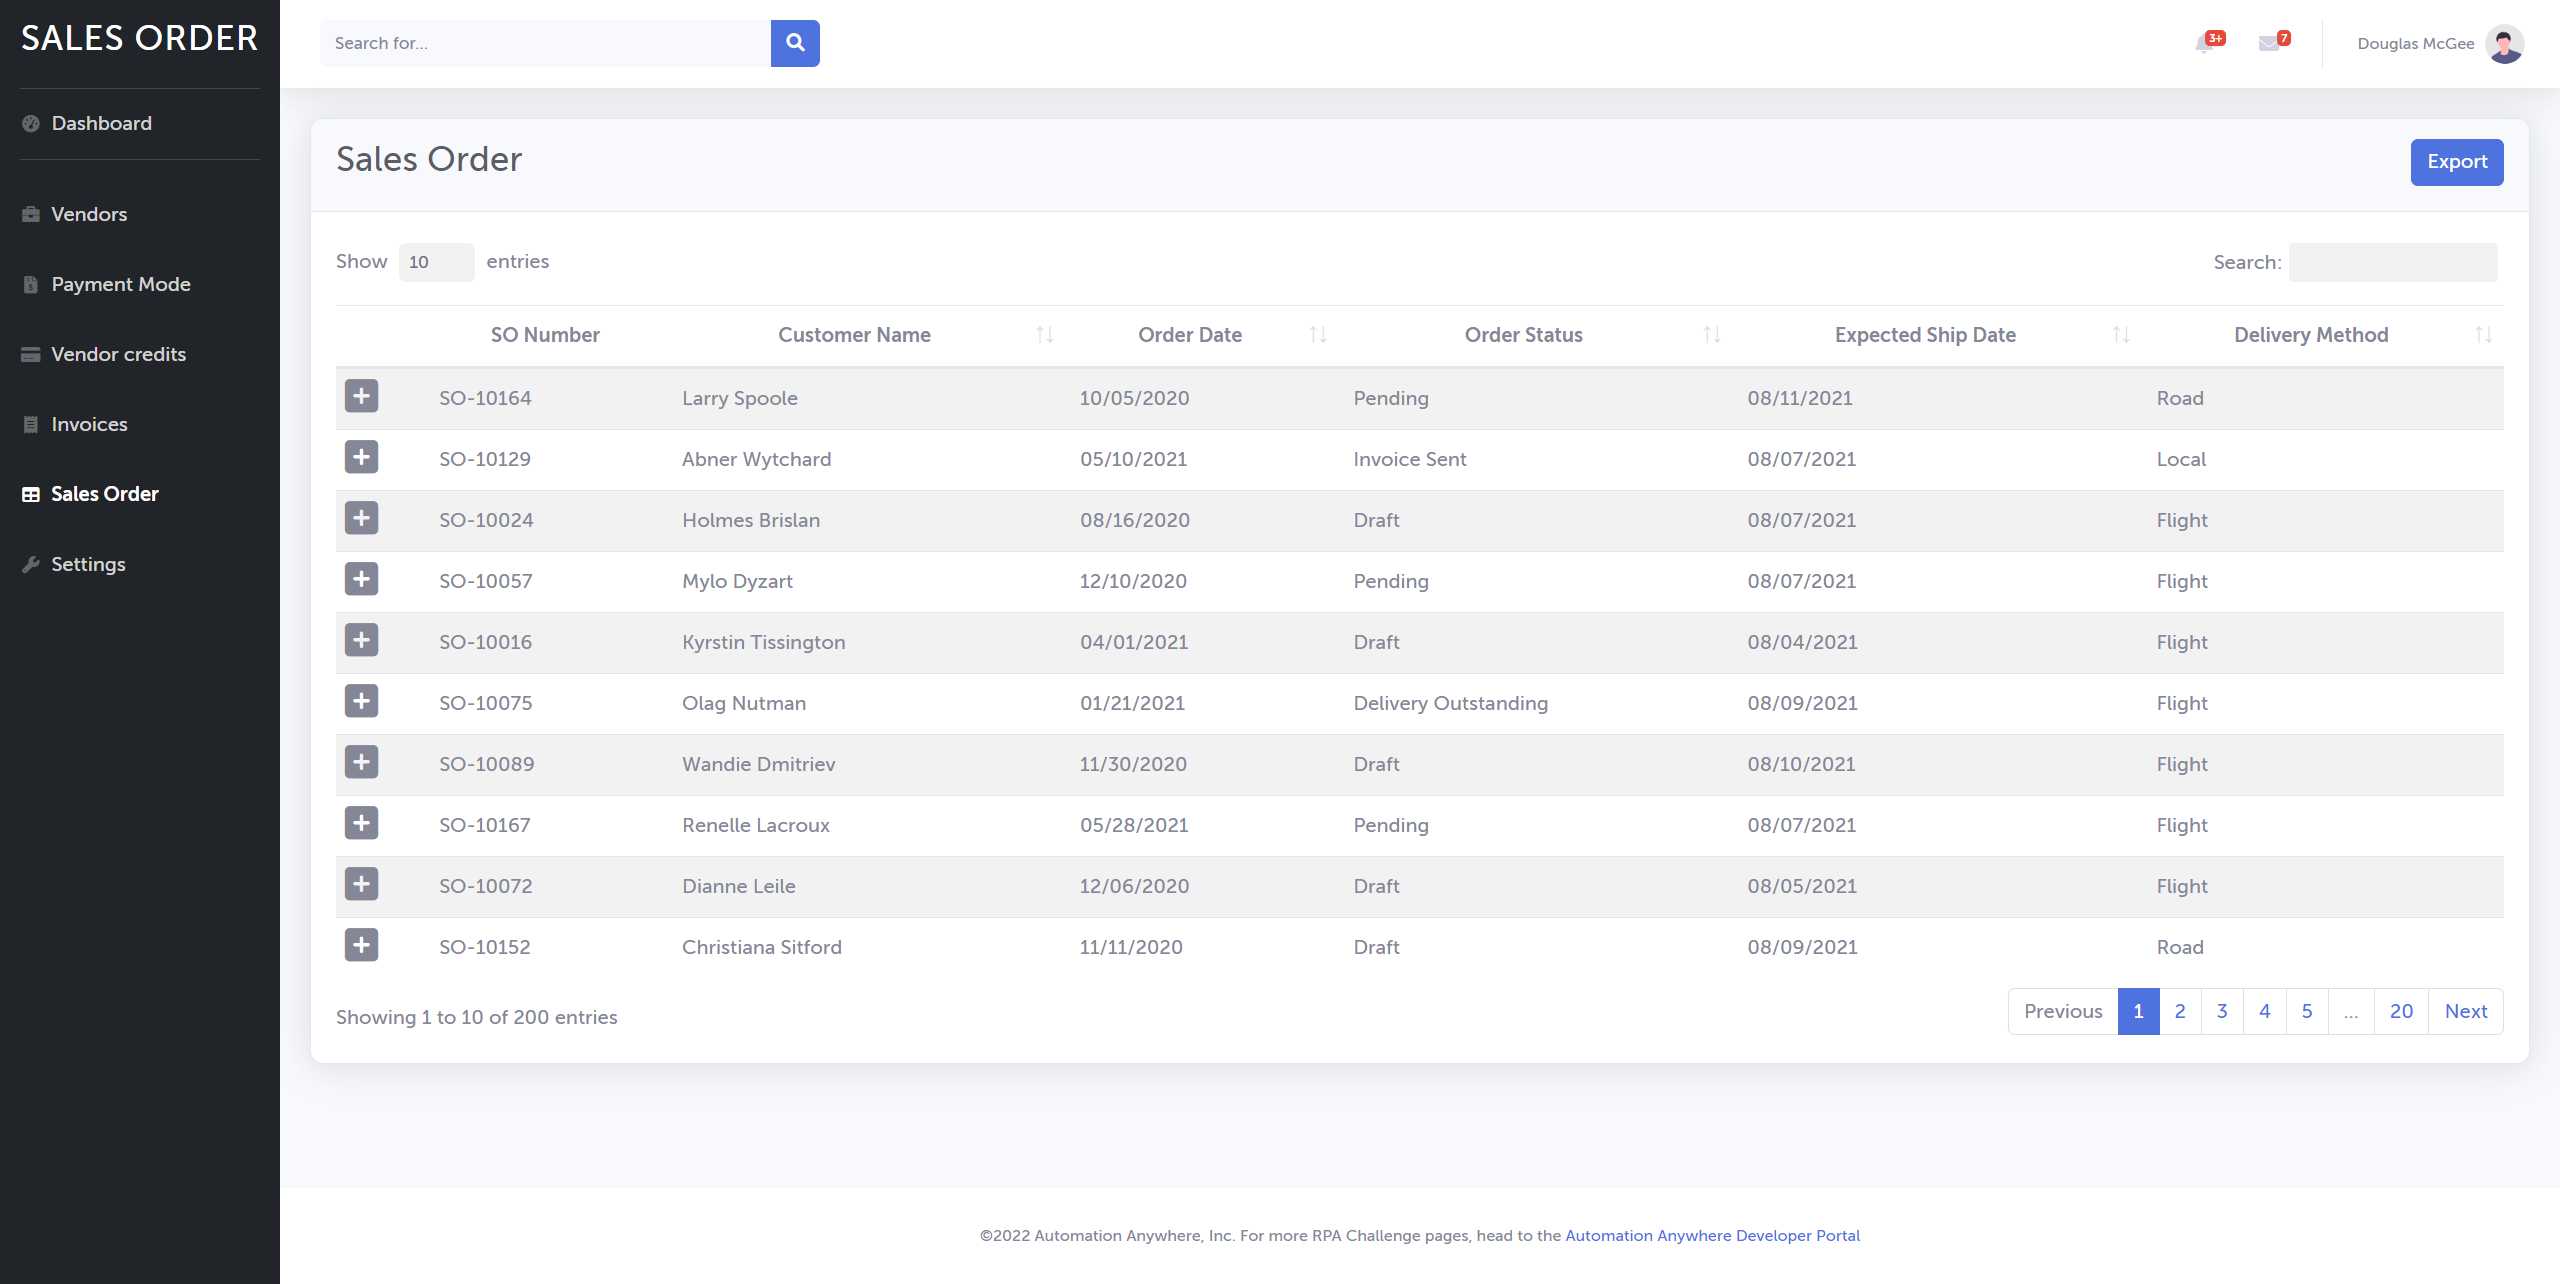 SALES ORDER
Search for...
3+
7
Douglas McGee
Dashboard
Vendors
Payment Mode
Vendor credits
Invoices
Sales Order
Settings
Sales Order
Export
Show 10 entries
Search:
SO Number Customer Name Order Date Order Status Expected Ship Date Delivery Method
SO-10164 Larry Spoole 10/05/2020 Pending 08/11/2021 Road
SO-10129 Abner Wytchard 05/10/2021 Invoice Sent 08/07/2021 Local
SO-10024 Holmes Brislan 08/16/2020 Draft 08/07/2021 Flight
SO-10057 Mylo Dyzart 12/10/2020 Pending 08/07/2021 Flight
SO-10016 Kyrstin Tissington 04/01/2021 Draft 08/04/2021 Flight
SO-10075 Olag Nutman 01/21/2021 Delivery Outstanding 08/09/2021 Flight
SO-10089 Wandie Dmitriev 11/30/2020 Draft 08/10/2021 Flight
SO-10167 Renelle Lacroux 05/28/2021 Pending 08/07/2021 Flight
SO-10072 Dianne Leile 12/06/2020 Draft 08/05/2021 Flight
SO-10152 Christiana Sitford 11/11/2020 Draft 08/09/2021 Road
Showing 1 to 10 of 200 entries
Previous 1 2 3 4 5 ... 20 Next
©2022 Automation Anywhere, Inc. For more RPA Challenge pages, head to the Automation Anywhere Developer Portal